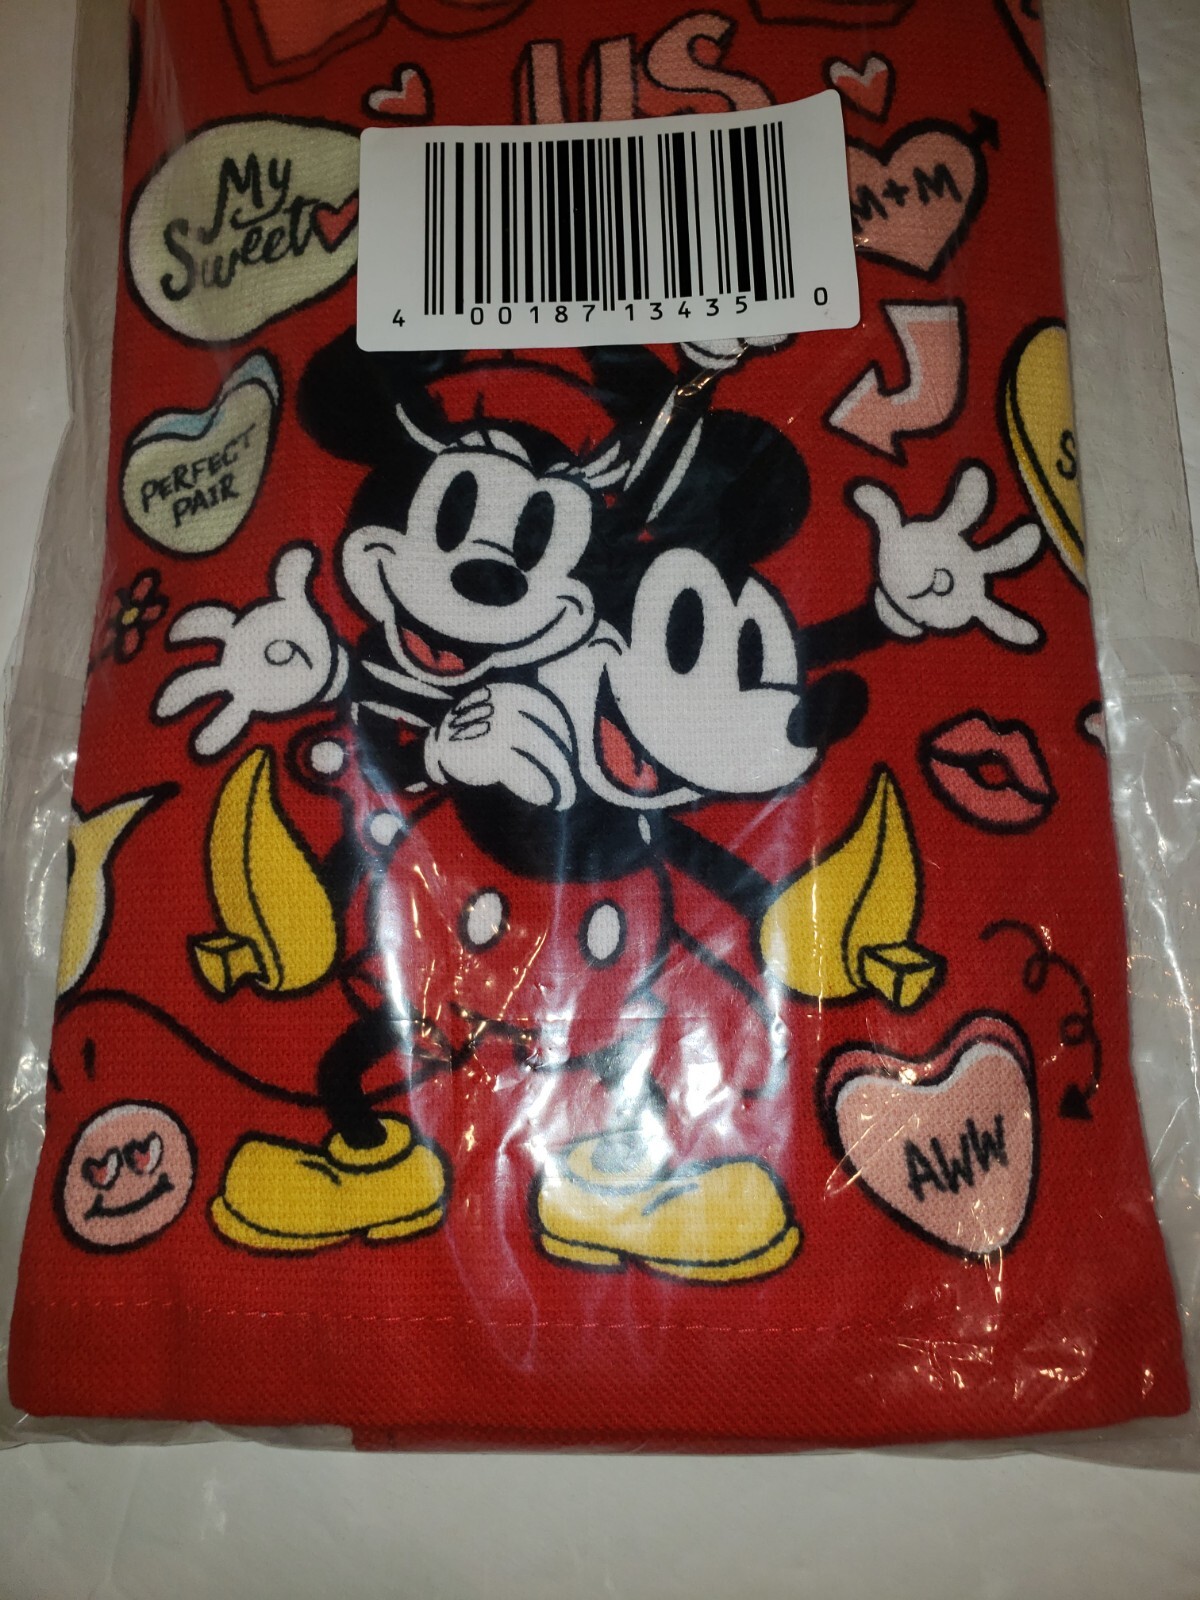 US
My
Sweet
M+M
4 00187 13435 0
PERFECT
PAIR
S
AWW